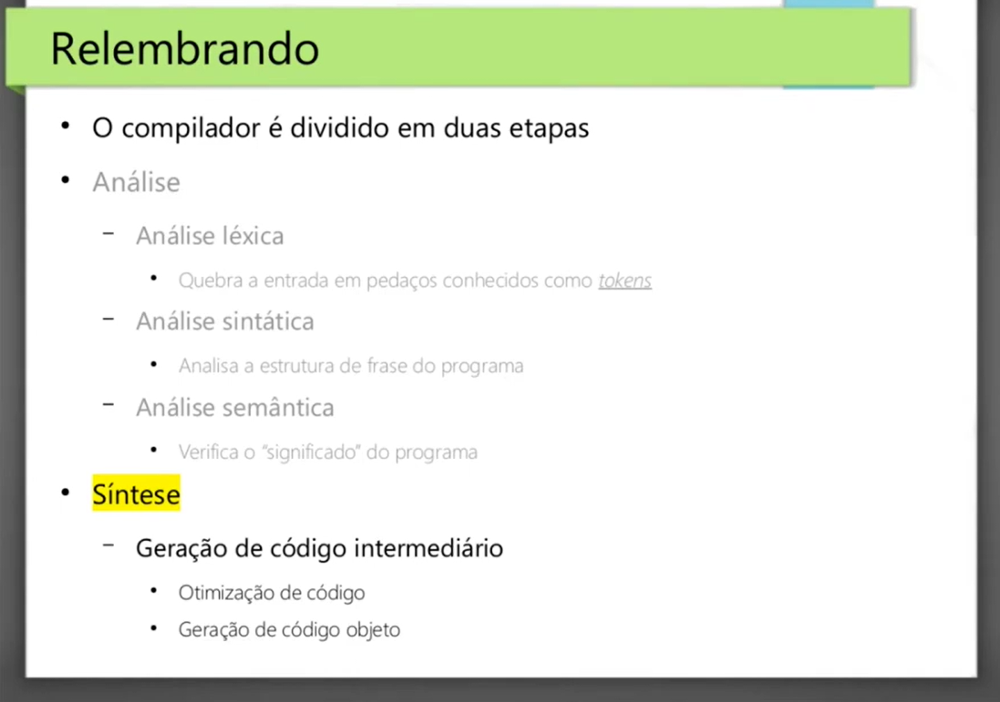 Relembrando
• O compilador é dividido em duas etapas
• Análise
– Análise léxica
• Quebra a entrada em pedaços conhecidos como tokens
– Análise sintática
• Analisa a estrutura de frase do programa
– Análise semântica
• Verifica o “significado” do programa
• Síntese
– Geração de código intermediário
• Otimização de código
• Geração de código objeto